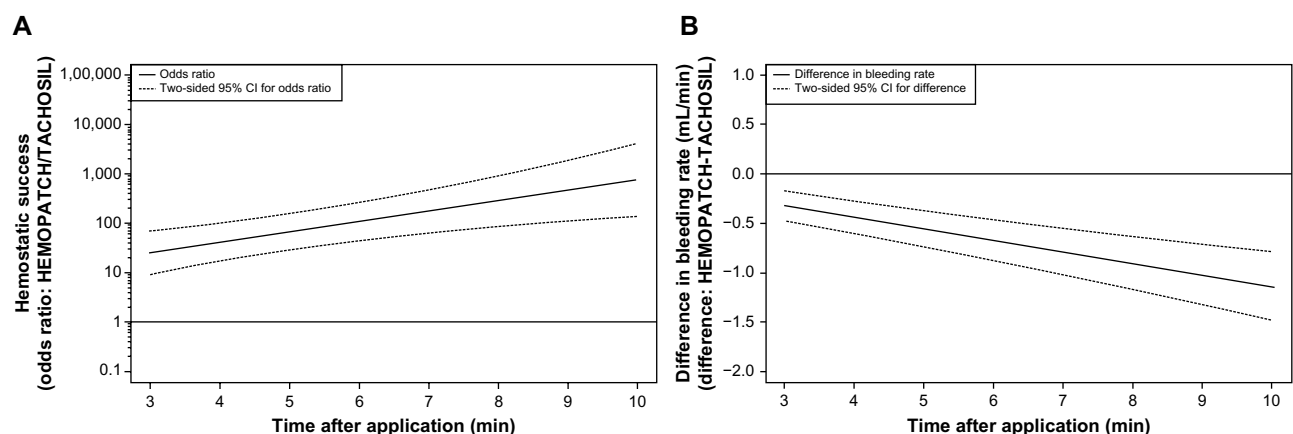 A
Hemostatic success
(odds ratio: HEMOPATCH/TACHOSIL)
1,00,000
10,000
1,000
100
10
1
0.1
Odds ratio
Two-sided 95% CI for odds ratio
3 4 5 6 7 8 9 10
Time after application (min)
B
Difference in bleeding rate (mL/min)
(difference: HEMOPATCH-TACHOSIL)
1.0
0.5
0.0
−0.5
−1.0
−1.5
−2.0
Difference in bleeding rate
Two-sided 95% CI for difference
3 4 5 6 7 8 9 10
Time after application (min)